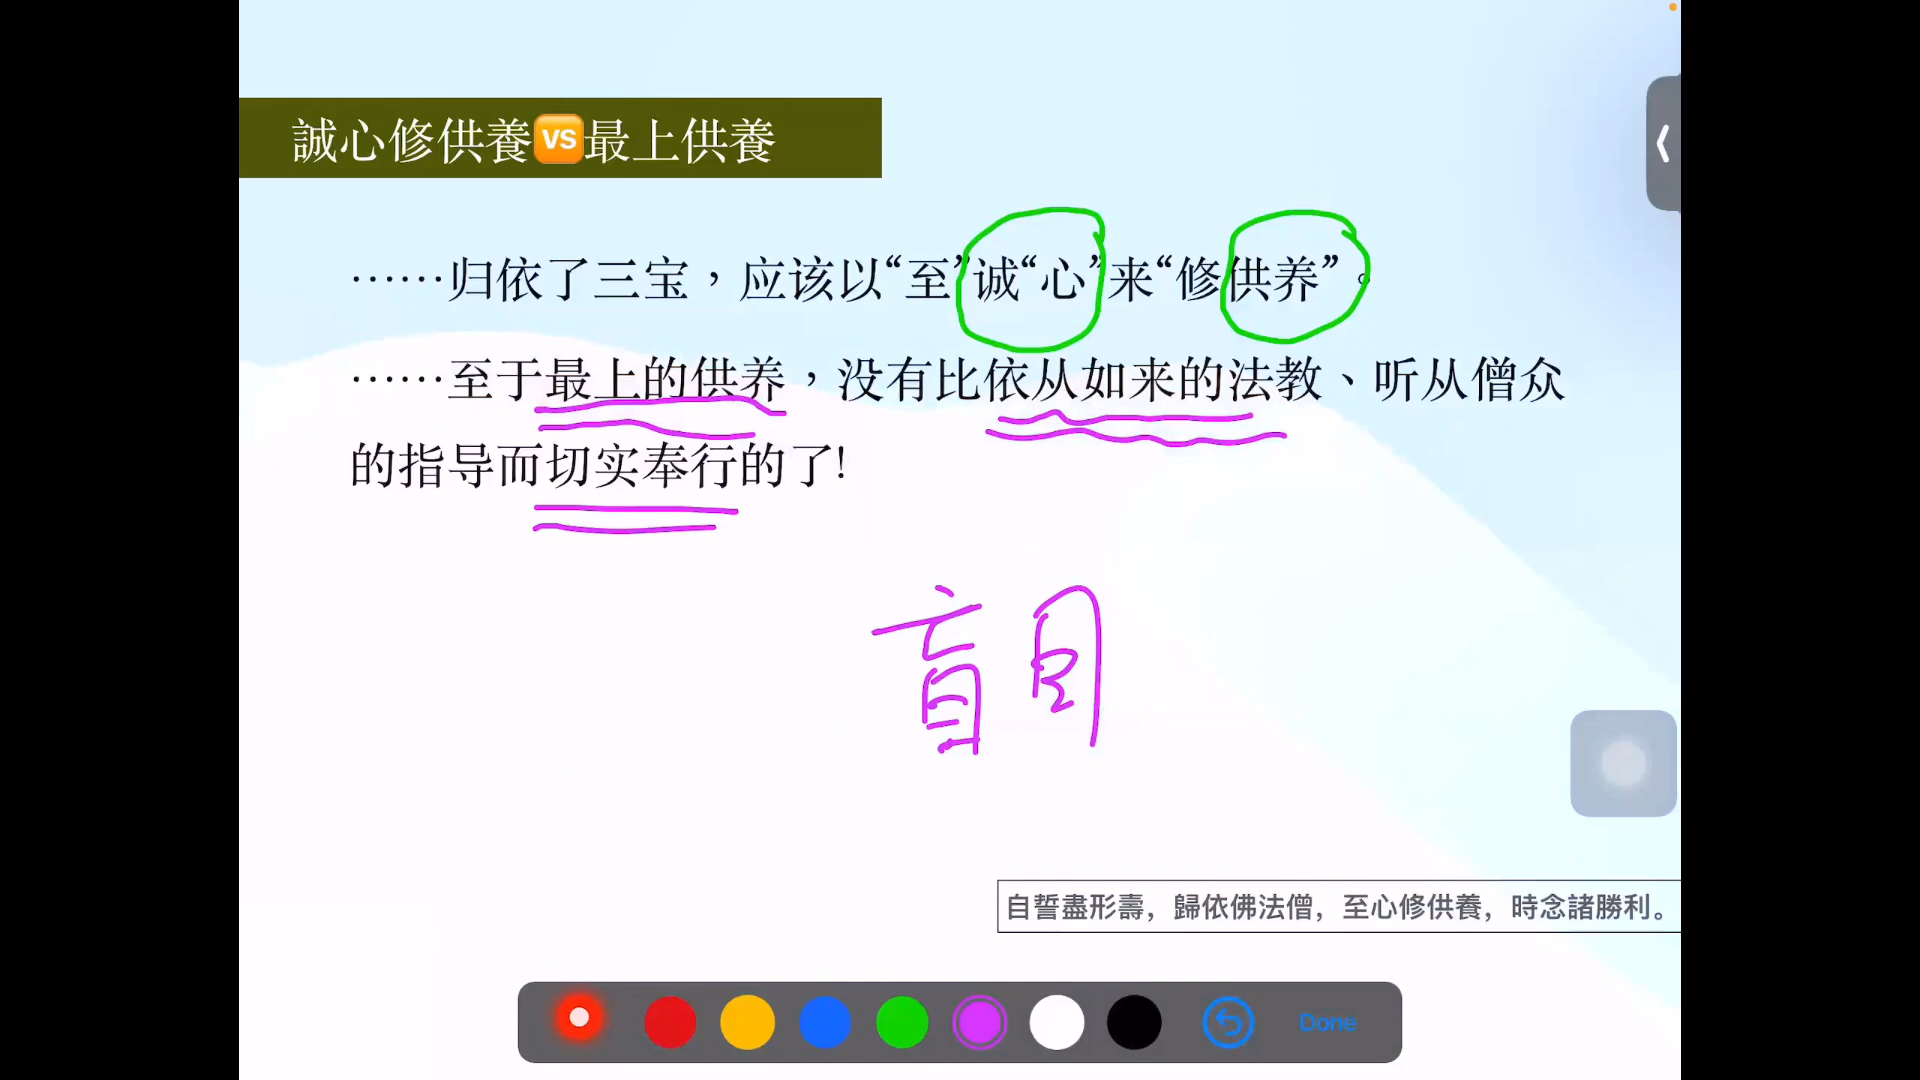 誠心修供養🆚最上供養
……归依了三宝，应该以“至”诚“心”来“修供养”。
……至于最上的供养，没有比依从如来的法教、听从僧众
的指导而切实奉行的了!
盲
自誓盡形壽，歸依佛法僧，至心修供養，時念諸勝利。
Done